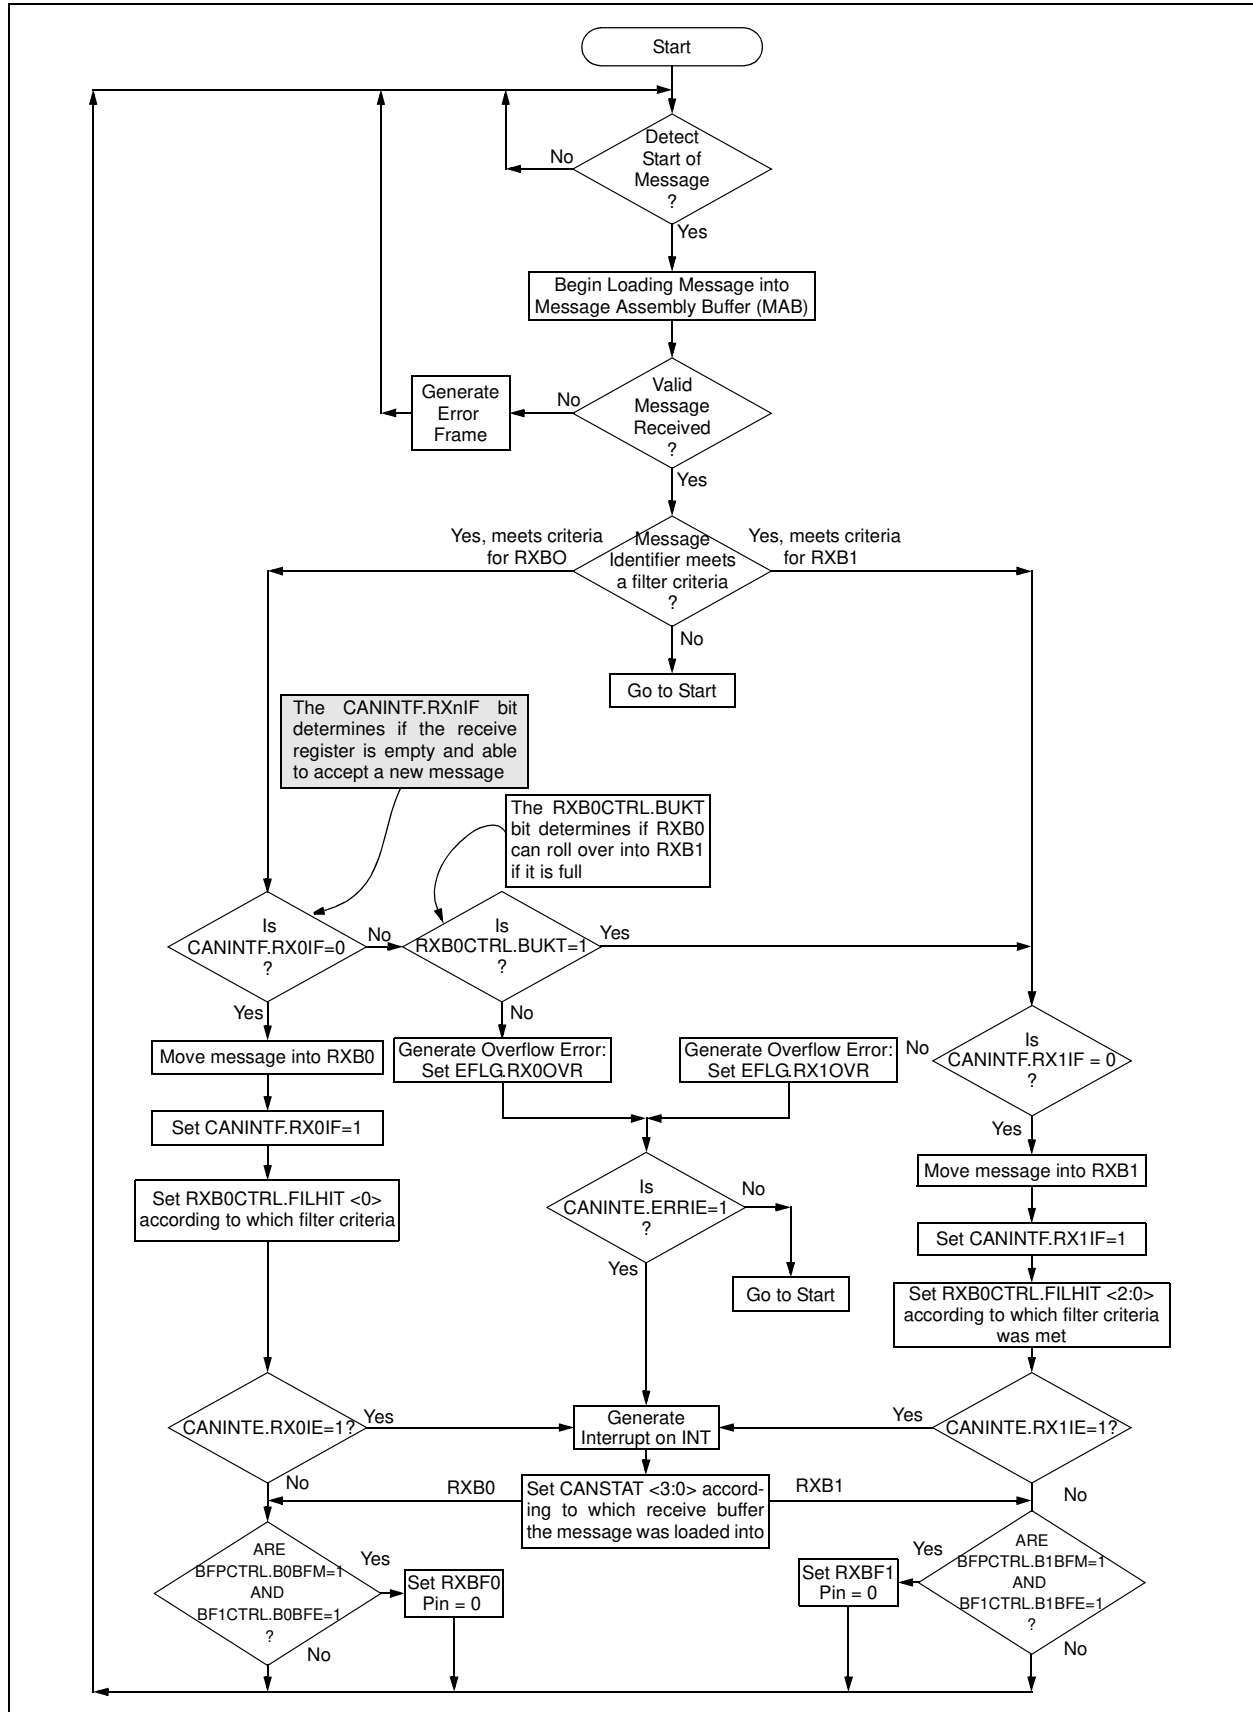 Start
Detect
Start of
Message
?
No
Yes
Begin Loading Message into
Message Assembly Buffer (MAB)
Valid
Message
Received
?
No
Generate
Error
Frame
Yes
Yes, meets criteria
for RXBO
Message
Identifier meets
a filter criteria
?
Yes, meets criteria
for RXB1
No
Go to Start
The CANINTF.RXnIF bit
determines if the receive
register is empty and able
to accept a new message
The RXB0CTRL.BUKT
bit determines if RXB0
can roll over into RXB1
if it is full
Is
CANINTF.RX0IF=0
?
No
Is
RXB0CTRL.BUKT=1
?
Yes
Yes
No
Is
CANINTF.RX1IF = 0
?
No
Move message into RXB0
Generate Overflow Error:
Set EFLG.RX0OVR
Generate Overflow Error:
Set EFLG.RX1OVR
Yes
Set CANINTF.RX0IF=1
Move message into RXB1
Set RXB0CTRL.FILHIT <0>
according to which filter criteria
Is
CANINTE.ERRIE=1
?
No
Yes
Go to Start
Set CANINTF.RX1IF=1
Set RXB0CTRL.FILHIT <2:0>
according to which filter criteria
was met
CANINTE.RX0IE=1?
Yes
Generate
Interrupt on INT
Yes
CANINTE.RX1IE=1?
No
RXB0
Set CANSTAT <3:0> accord-
ing to which receive buffer
the message was loaded into
RXB1
No
ARE
BFPCTRL.B0BFM=1
AND
BF1CTRL.B0BFE=1
?
Yes
Set RXBF0
Pin = 0
No
Set RXBF1
Pin = 0
Yes
ARE
BFPCTRL.B1BFM=1
AND
BF1CTRL.B1BFE=1
?
No